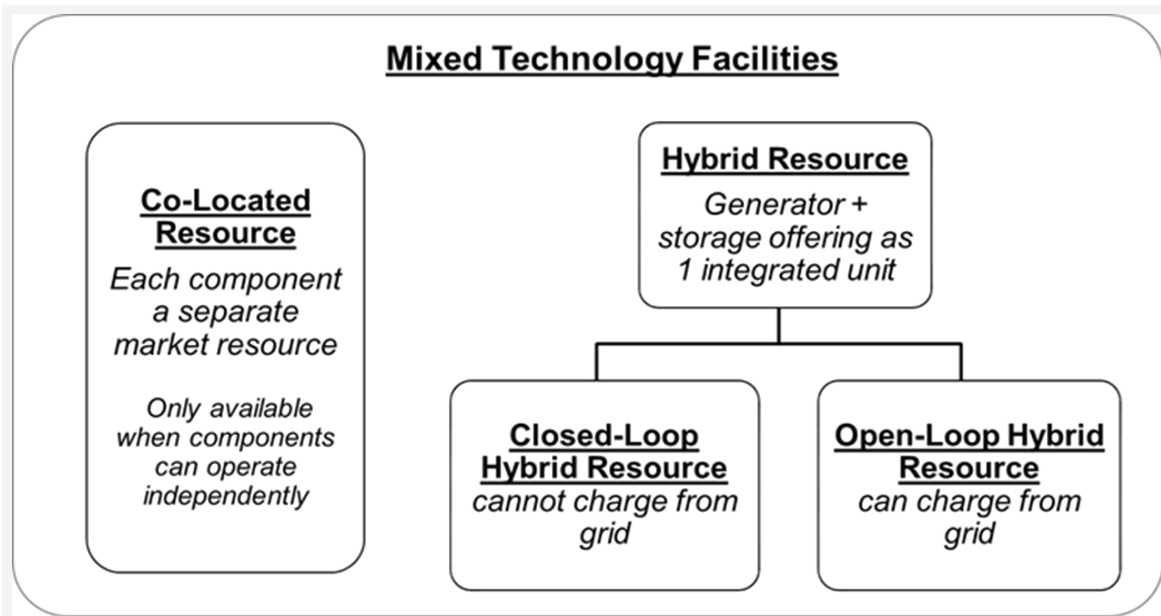 Mixed Technology Facilities
Co-Located
Resource
Each component
a separate
market resource
Only available
when components
can operate
independently
Hybrid Resource
Generator +
storage offering as
1 integrated unit
Closed-Loop
Hybrid Resource
cannot charge from
grid
Open-Loop Hybrid
Resource
can charge from
grid